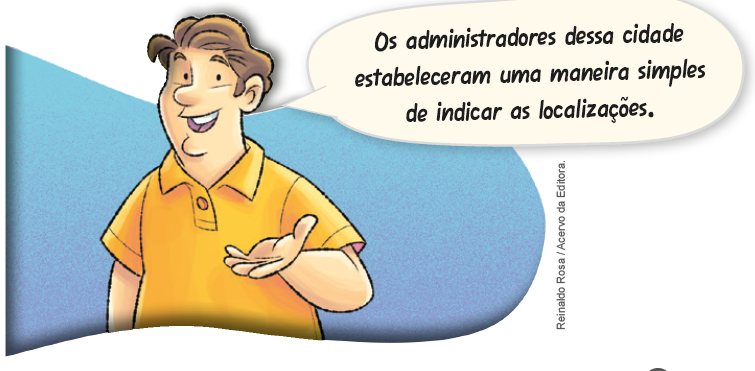 Os administradores dessa cidade
estabeleceram uma maneira simples
de indicar as localizações.
Reinaldo Rosa / Acervo da Editora.